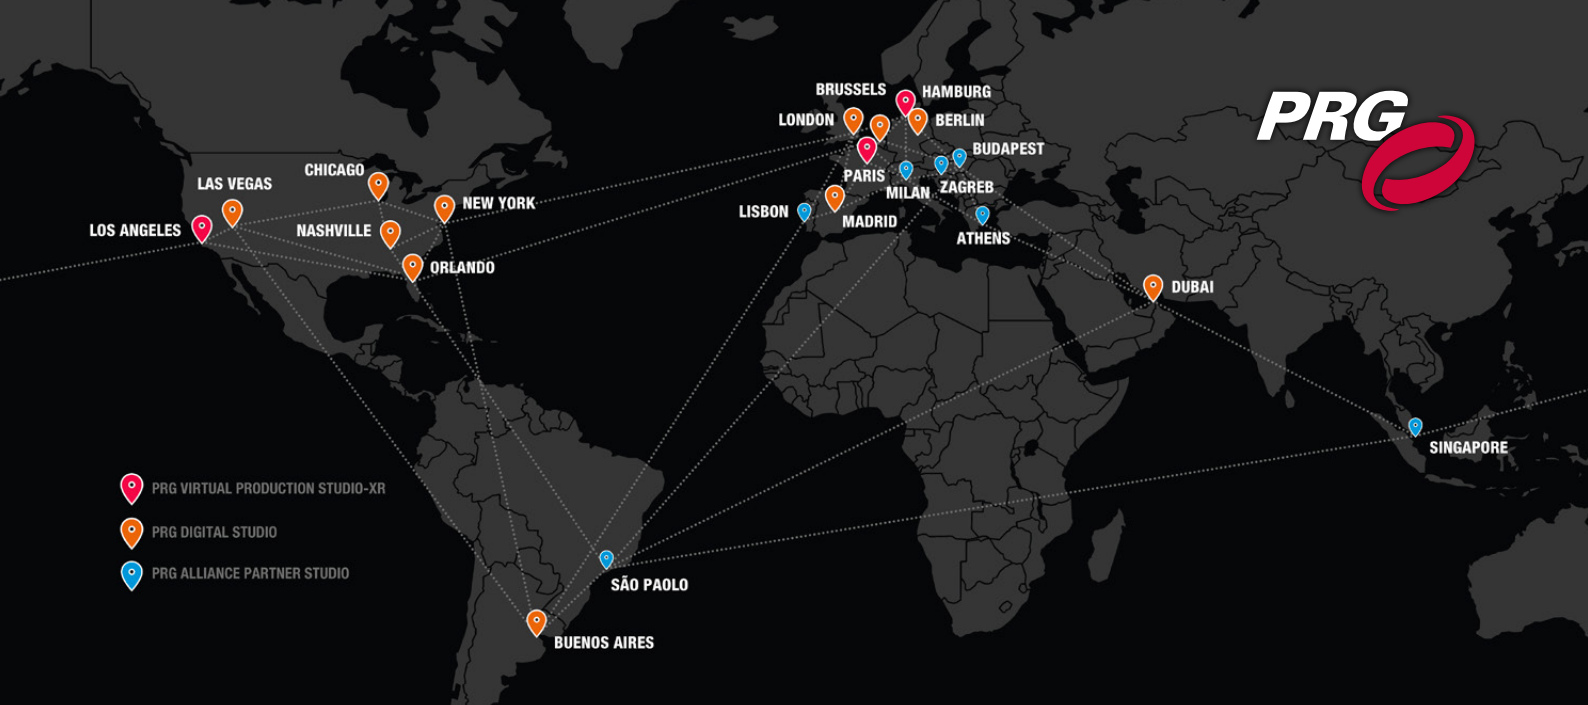 PRG
BRUSSELS
HAMBURG
LONDON
BERLIN
BUDAPEST
PARIS
MILAN
ZAGREB
CHICAGO
LAS VEGAS
NEW YORK
LISBON
MADRID
LOS ANGELES
NASHVILLE
ATHENS
ORLANDO
DUBAI
SINGAPORE
PRG VIRTUAL PRODUCTION STUDIO-XR
PRG DIGITAL STUDIO
PRG ALLIANCE PARTNER STUDIO
SÃO PAOLO
BUENOS AIRES